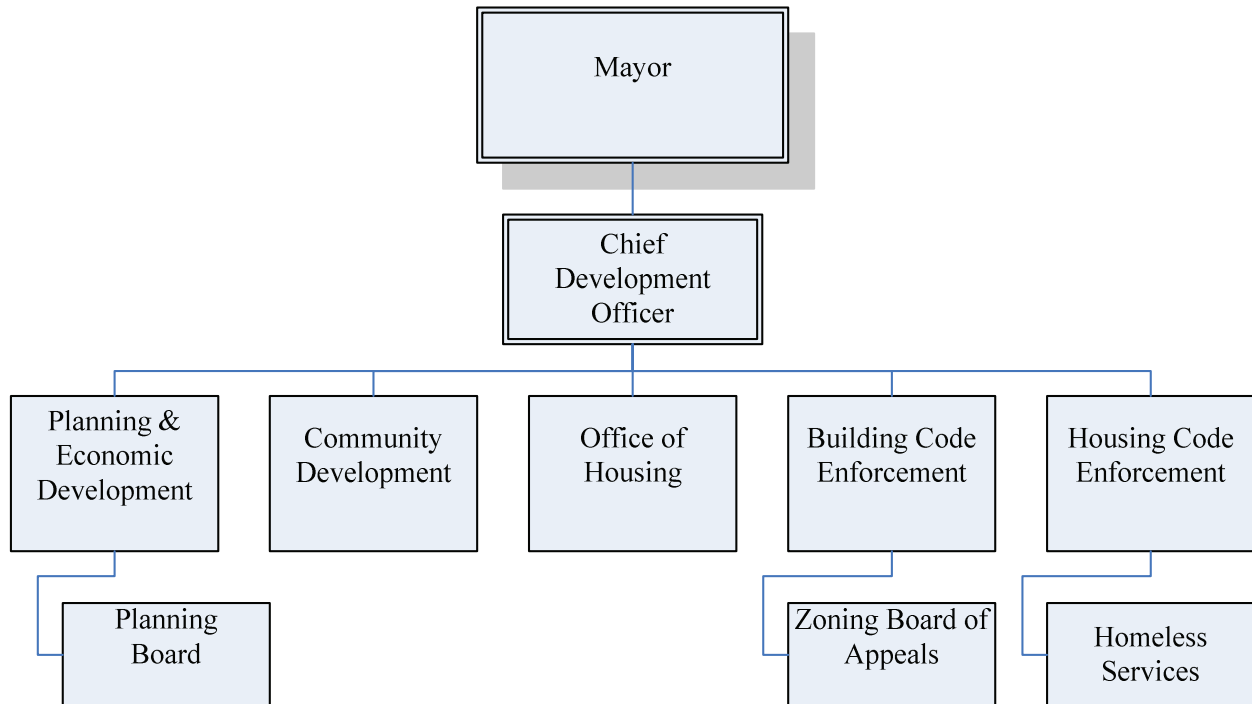 Mayor
Chief
Development
Officer
Planning &
Economic
Development
Community
Development
Office of
Housing
Building Code
Enforcement
Housing Code
Enforcement
Planning
Board
Zoning Board of
Appeals
Homeless
Services